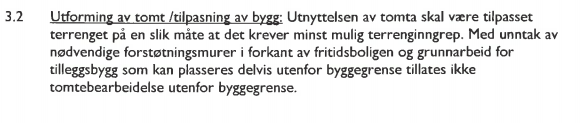 3.2 Utforming av tomt /tilpasning av bygg: Utnyttelsen av tomta skal være tilpasset
terrenget på en slik måte at det krever minst mulig terrenginngrep. Med unntak av
nødvendige forstøtningsmurer i forkant av fritidsboligen og grunnarbeid for
tilleggsbygg som kan plasseres delvis utenfor byggegrense tillates ikke
tomtebearbeidelse utenfor byggegrense.